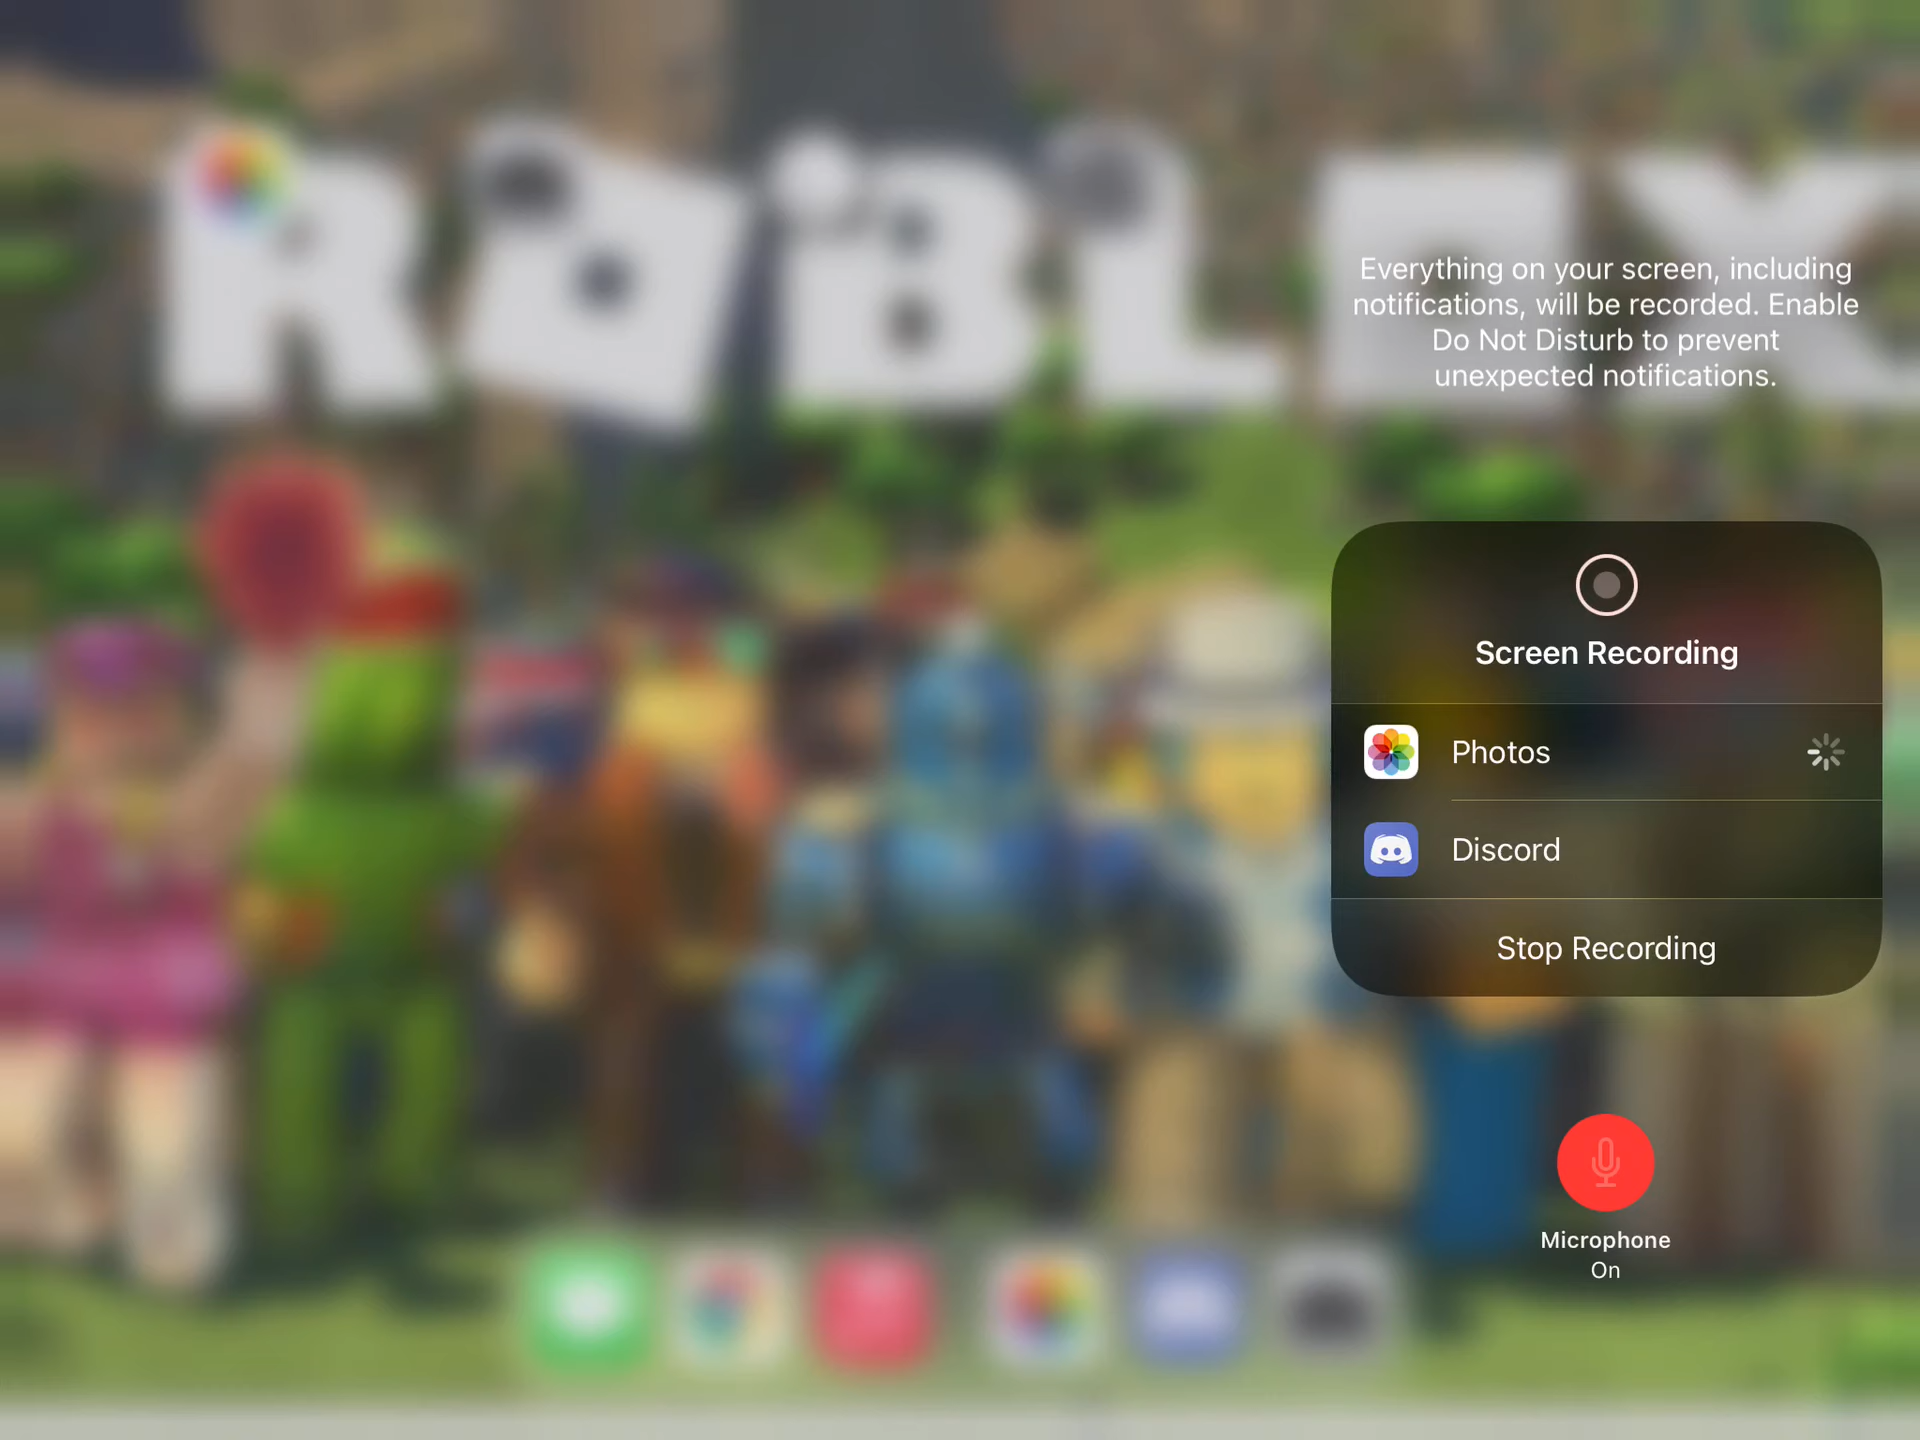 ROBLOX
Everything on your screen, including
notifications, will be recorded. Enable
Do Not Disturb to prevent
unexpected notifications.
Screen Recording
Photos
Discord
Stop Recording
Microphone
On